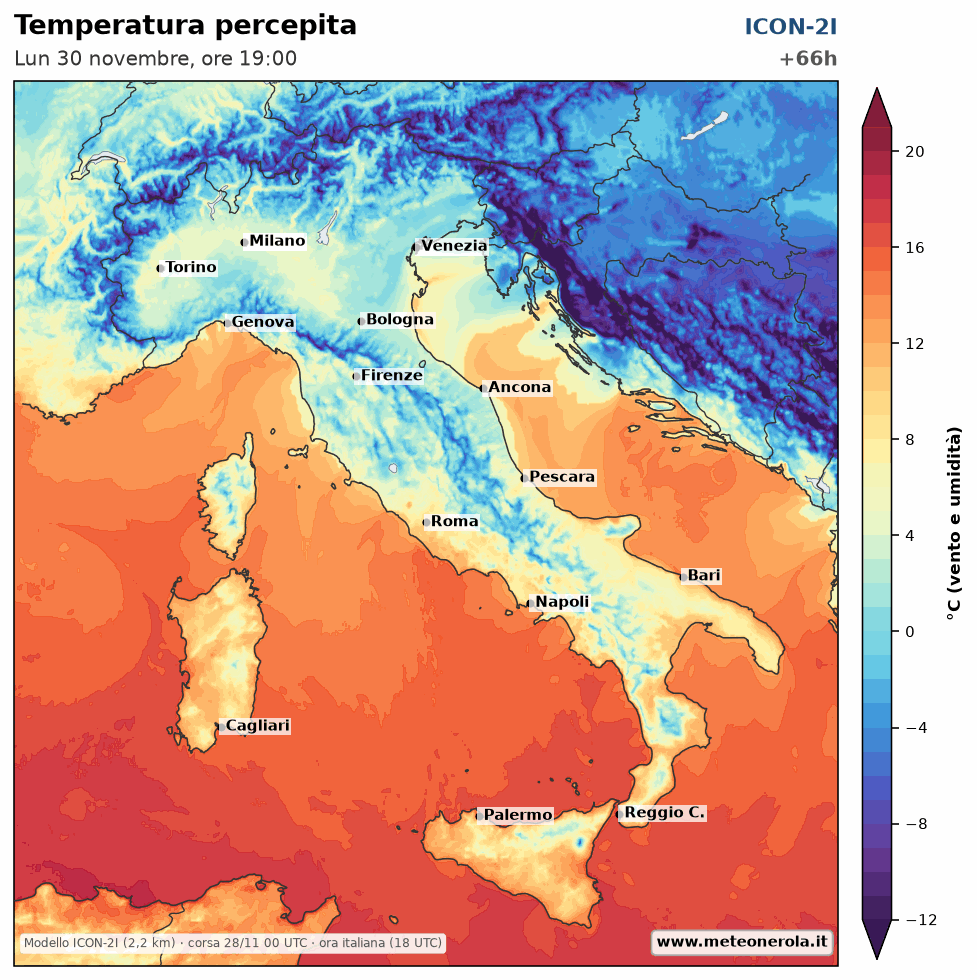 Temperatura percepita
ICON-2I
Lun 30 novembre, ore 19:00
+66h
20
16
12
8
4
0
−4
−8
−12
°C (vento e umidità)
Milano
Venezia
Torino
Genova
Bologna
Firenze
Ancona
Pescara
Roma
Bari
Napoli
Cagliari
Palermo
Reggio C.
Modello ICON-2I (2,2 km) · corsa 28/11 00 UTC · ora italiana (18 UTC)
www.meteonerola.it